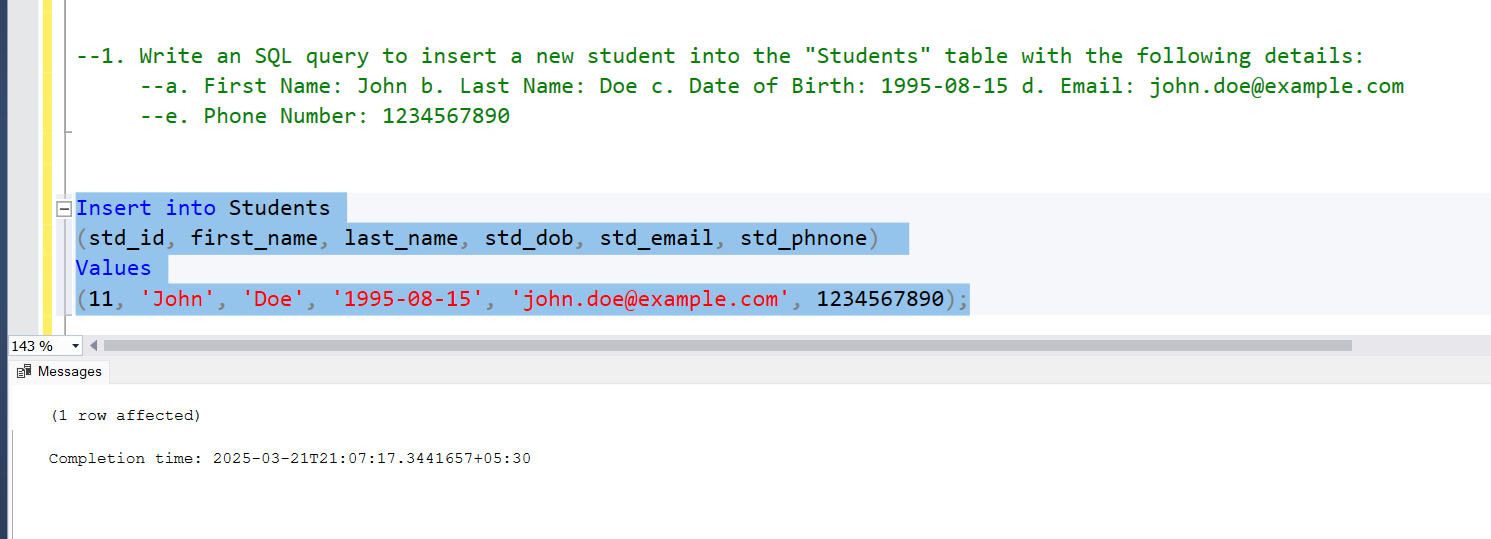 --1. Write an SQL query to insert a new student into the "Students" table with the following details:
--a. First Name: John b. Last Name: Doe c. Date of Birth: 1995-08-15 d. Email: john.doe@example.com
--e. Phone Number: 1234567890
Insert into Students
(std_id, first_name, last_name, std_dob, std_email, std_phnone)
Values
(11, 'John', 'Doe', '1995-08-15', 'john.doe@example.com', 1234567890);
143 %
Messages
(1 row affected)
Completion time: 2025-03-21T21:07:17.3441657+05:30